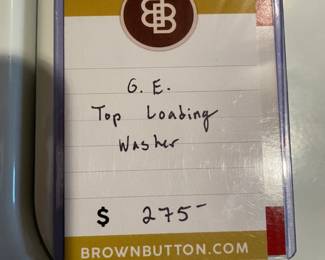 G.E.
Top Loading
Washer
$ 275-
BROWNBUTTON.COM